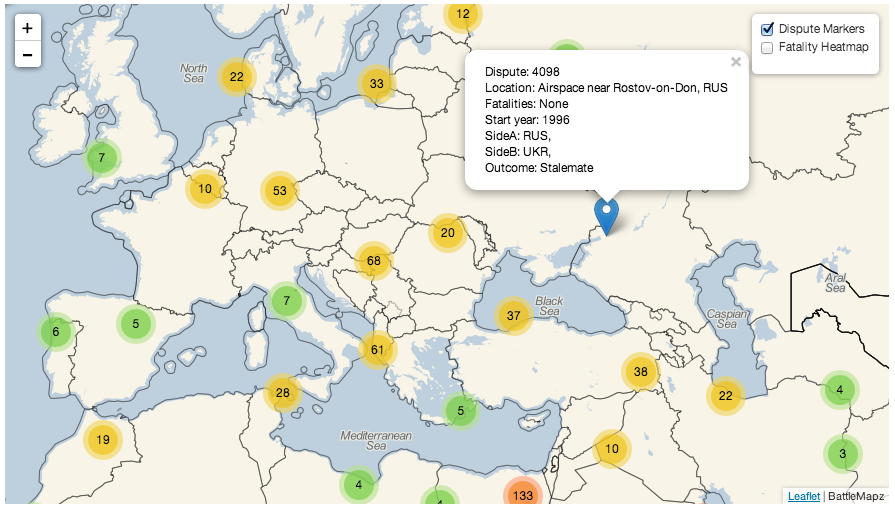 +
−
12
Dispute Markers
Fatality Heatmap
×
Dispute: 4098
Location: Airspace near Rostov-on-Don, RUS
Fatalities: None
Start year: 1996
SideA: RUS,
SideB: UKR,
Outcome: Stalemate
North
Sea
22
33
7
10
53
20
68
7
Black
Sea
37
Caspian
Sea
Aral
Sea
6
5
61
38
22
4
28
5
19
Mediterranean
Sea
10
3
4
133
Leaflet | BattleMapz